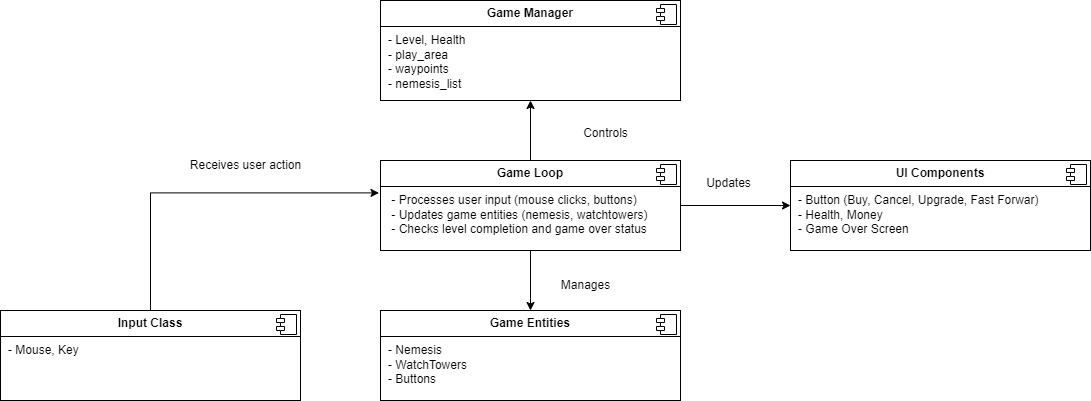 Game Manager
- Level, Health
- play_area
- waypoints
- nemesis_list
Controls
Receives user action
Game Loop
- Processes user input (mouse clicks, buttons)
- Updates game entities (nemesis, watchtowers)
- Checks level completion and game over status
Updates
UI Components
- Button (Buy, Cancel, Upgrade, Fast Forwar)
- Health, Money
- Game Over Screen
Manages
Input Class
- Mouse, Key
Game Entities
- Nemesis
- WatchTowers
- Buttons